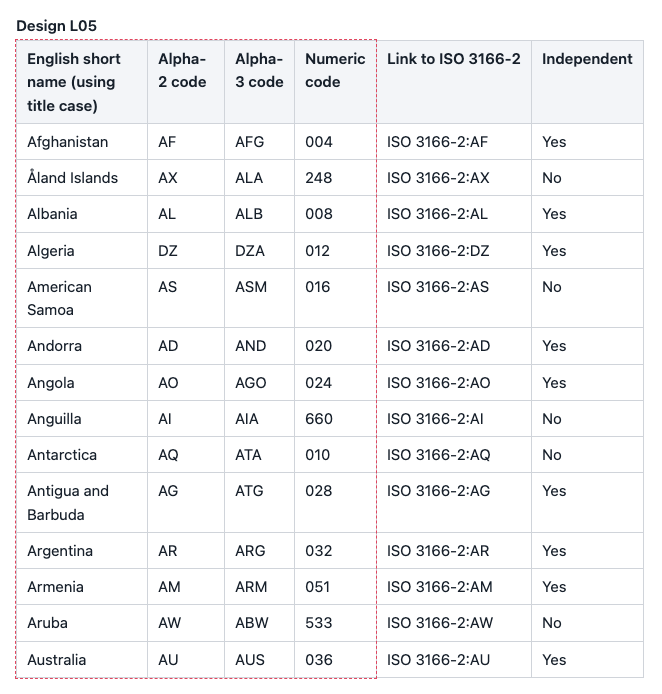 Design L05
English short name (using title case) Alpha-2 code Alpha-3 code Numeric code Link to ISO 3166-2 Independent
Afghanistan AF AFG 004 ISO 3166-2:AF Yes
Åland Islands AX ALA 248 ISO 3166-2:AX No
Albania AL ALB 008 ISO 3166-2:AL Yes
Algeria DZ DZA 012 ISO 3166-2:DZ Yes
American Samoa AS ASM 016 ISO 3166-2:AS No
Andorra AD AND 020 ISO 3166-2:AD Yes
Angola AO AGO 024 ISO 3166-2:AO Yes
Anguilla AI AIA 660 ISO 3166-2:AI No
Antarctica AQ ATA 010 ISO 3166-2:AQ No
Antigua and Barbuda AG ATG 028 ISO 3166-2:AG Yes
Argentina AR ARG 032 ISO 3166-2:AR Yes
Armenia AM ARM 051 ISO 3166-2:AM Yes
Aruba AW ABW 533 ISO 3166-2:AW No
Australia AU AUS 036 ISO 3166-2:AU Yes